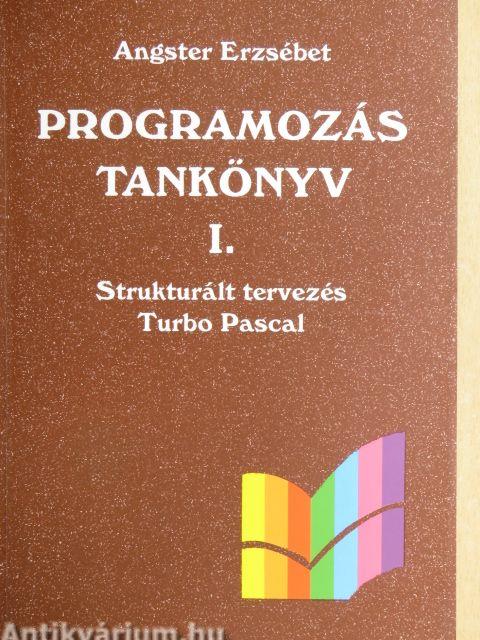 Angster Erzsébet
PROGRAMOZÁS
TANKÖNYV
I.
Strukturált tervezés
Turbo Pascal
Antikvárium.hu